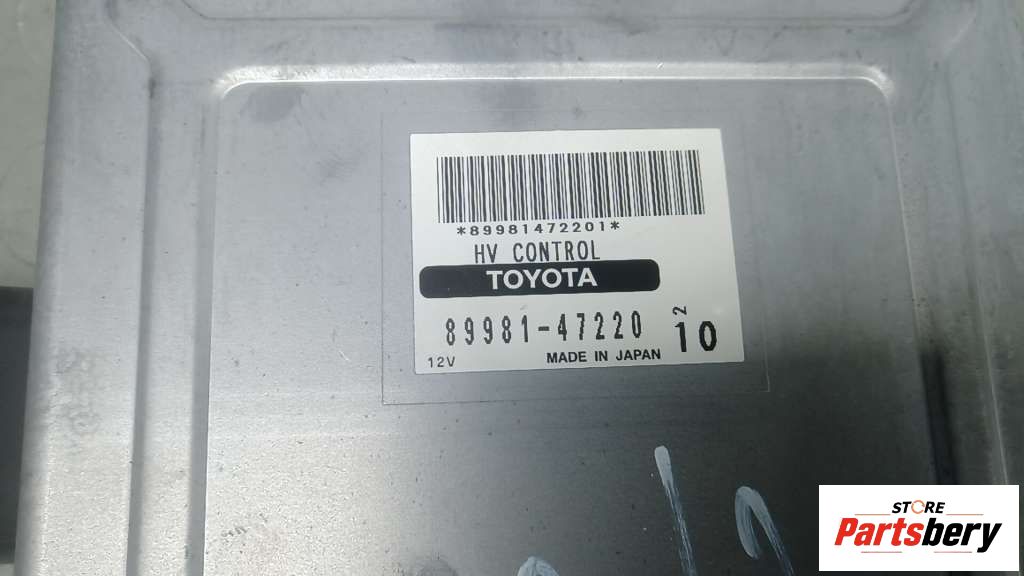 *89981472201*
HV CONTROL
TOYOTA
89981-47220
2
10
12V
MADE IN JAPAN
STORE
Partsbery